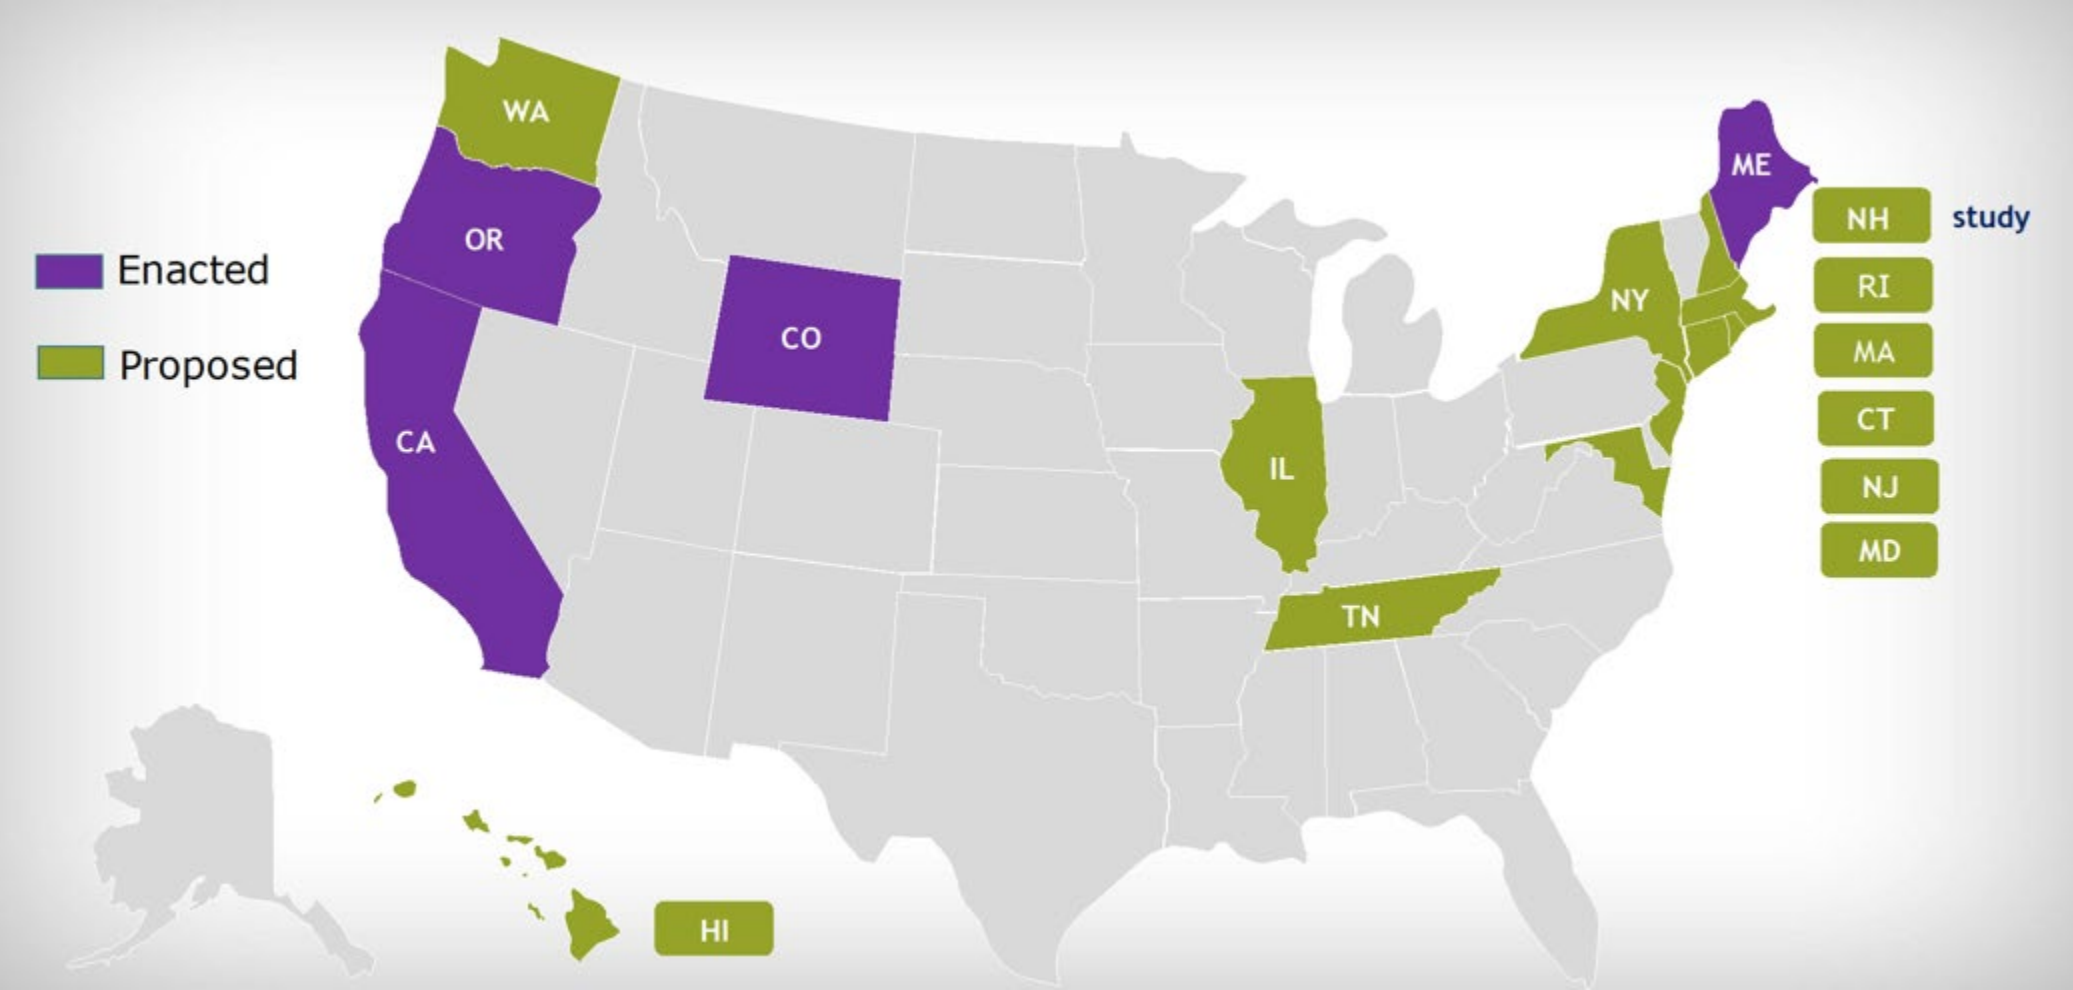 WA
ME
NH study
OR
Enacted
RI
NY
CO
MA
Proposed
CT
CA
IL
NJ
MD
TN
HI